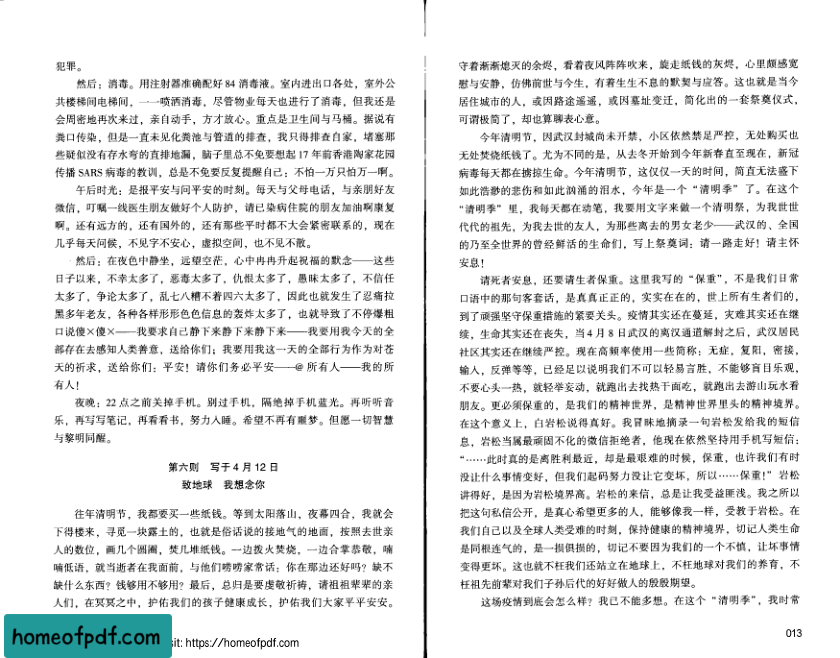 犯罪。
然后：消毒。用注射器准确配好 84 消毒液。室内进出口各处，室外公
共楼梯间电梯间，一一喷洒消毒，尽管物业每天也进行了消毒，但我还是
会周密地再次来过，亲自动手，方才放心。重点是卫生间与马桶。据说有
粪口传染，但是一直未见化粪池与管道的排查，我只得排查自家，堵塞那
些疑似没有存水弯的直排地漏，脑子里总不免要想起 17 年前香港陶家花园
传播 SARS 病毒的教训，总是不免要反复提醒自己：不怕一万只怕万一啊。
午后时光：是报平安与问平安的时刻。每天与父母电话，与亲朋好友
微信，叮嘱一线医生朋友做好个人防护，请已染病住院的朋友加油啊康复
啊。还有远方的，还有国外的，还有那些平时都不大会紧密联系的，现在
几乎每天问候，不见字不安心，虚拟空间，也不见不散。
然后：在夜色中静坐，远望空茫，心中冉冉升起祝福的默念——这些
日子以来，不幸太多了，恶毒太多了，仇恨太多了，愚昧太多了，不信任
太多了，争论太多了，乱七八糟不着四六太多了，因此也就发生了忍痛拉
黑多年老友，各种各样形形色色信息的轰炸太多了，也就导致了不停爆粗
口说傻×傻×——我要求自己静下来静下来静下来——我要用我今天的全
部存在去感知人类善意，送给你们；我要用我这一天的全部行为作为对苍
天的祈求，送给你们：平安！请你们务必平安——@ 所有人——我的所
有人！
夜晚：22 点之前关掉手机。别过手机，隔绝掉手机蓝光。再听听音
乐，再写写笔记，再看看书，努力入睡。希望不再有噩梦。但愿一切智慧
与黎明同醒。
第六则　写于 4 月 12 日
致地球　我想念你
往年清明节，我都要买一些纸钱。等到太阳落山，夜幕四合，我就会
下得楼来，寻觅一块露土的，也就是俗话说的接地气的地面，按照去世亲
人的数位，画几个圆圈，焚几堆纸钱。一边拨火焚烧，一边合掌恭敬，喃
喃低语，就当逝者在我面前，与他们唠唠家常话：你在那边还好吗？缺不
缺什么东西？钱够用不够用？最后，总归是要虔敬祈祷，请祖祖辈辈的亲
人们，在冥冥之中，护佑我们的孩子健康成长，护佑我们大家平平安安。
homeofpdf.com
sit: https://homeofpdf.com
守着渐渐熄灭的余烬，看着夜风阵阵吹来，旋走纸钱的灰烬，心里颇感宽
慰与安静，仿佛前世与今生，有着生生不息的默契与应答。这也就是当今
居住城市的人，或因路途遥遥，或因墓址变迁，简化出的一套祭奠仪式，
可谓极简了，却也算聊表心意。
今年清明节，因武汉封城尚未开禁，小区依然禁足严控，无处购买也
无处焚烧纸钱了。尤为不同的是，从去冬开始到今年新春直至现在，新冠
病毒每天都在掳掠生命。今年清明节，这仅仅一天的时间，简直无法盛下
如此浩渺的悲伤和如此汹涌的泪水，今年是一个“清明季”了。在这个
“清明季”里，我每天都在动笔，我要用文字来做一个清明祭，为我世世
代代的祖先，为我去世的友人，为那些离去的男女老少——武汉的、全国
的乃至全世界的曾经鲜活的生命们，写上祭奠词：请一路走好！请主怀
安息！
请死者安息，还要请生者保重。这里我写的“保重”，不是我们日常
口语中的那句客套话，是真真正正的，实实在在的，世上所有生者们的，
到了顽强坚守保重措施的紧要关头。疫情其实还在蔓延，灾难其实还在继
续，生命其实还在丧失，当 4 月 8 日武汉的离汉通道解封之后，武汉居民
社区其实还在继续严控。现在高频率使用一些简称：无症，复阳，密接，
输入，反弹等等，已经足以说明我们不可以轻易言胜，不能够盲目乐观，
不要心头一热，就轻举妄动，就跑出去找热干面吃，就跑出去游山玩水看
朋友。更必须保重的，是我们的精神世界，是精神世界里头的精神境界。
在这个意义上，白岩松说得真好。我冒昧地摘录一句岩松发给我的短信
息，岩松当属最顽固不化的微信拒绝者，他现在依然坚持用手机写短信：
“……此时真的是离胜利最近，却是最艰难的时候，保重，也许我们有时
没让什么事情变好，但我们起码努力没让它变坏，所以……保重！”岩松
讲得好，是因为岩松境界高。岩松的来信，总是让我受益匪浅。我之所以
把这句私信公开，是真心希望更多的人，能够像我一样，受教于岩松。在
我们自己以及全球人类受难的时刻，保持健康的精神境界，切记人类生命
是同根连气的，是一损俱损的，切记不要因为我们的一个不慎，让坏事情
变得更坏。这也就不枉我们还站立在地球上，不枉地球对我们的养育，不
枉祖先前辈对我们子孙后代的好好做人的殷殷期望。
这场疫情到底会怎么样？我已不能多想。在这个“清明季”，我时常
013